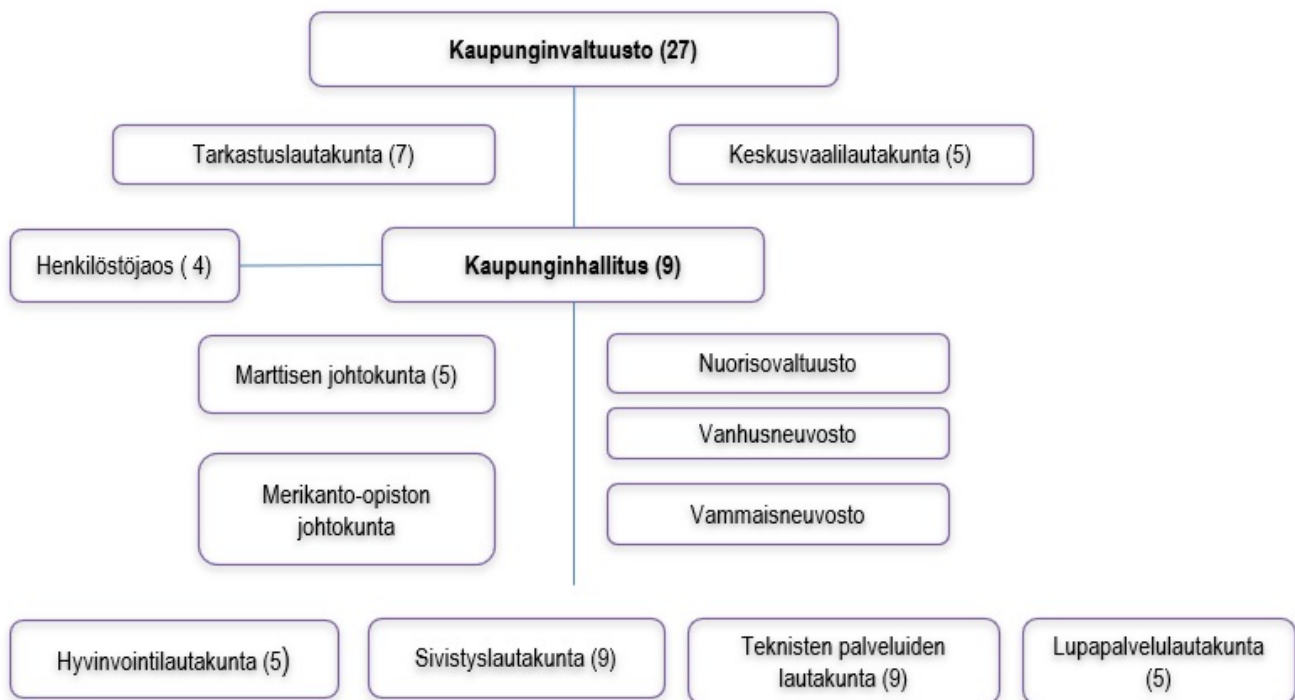 Kaupunginvaltuusto (27)
Tarkastuslautakunta (7)
Keskusvaalilautakunta (5)
Henkilöstöjaos ( 4)
Kaupunginhallitus (9)
Marttisen johtokunta (5)
Nuorisovaltuusto
Vanhusneuvosto
Merikanto-opiston
johtokunta
Vammaisneuvosto
Hyvinvointilautakunta (5)
Sivistyslautakunta (9)
Teknisten palveluiden
lautakunta (9)
Lupapalvelulautakunta
(5)